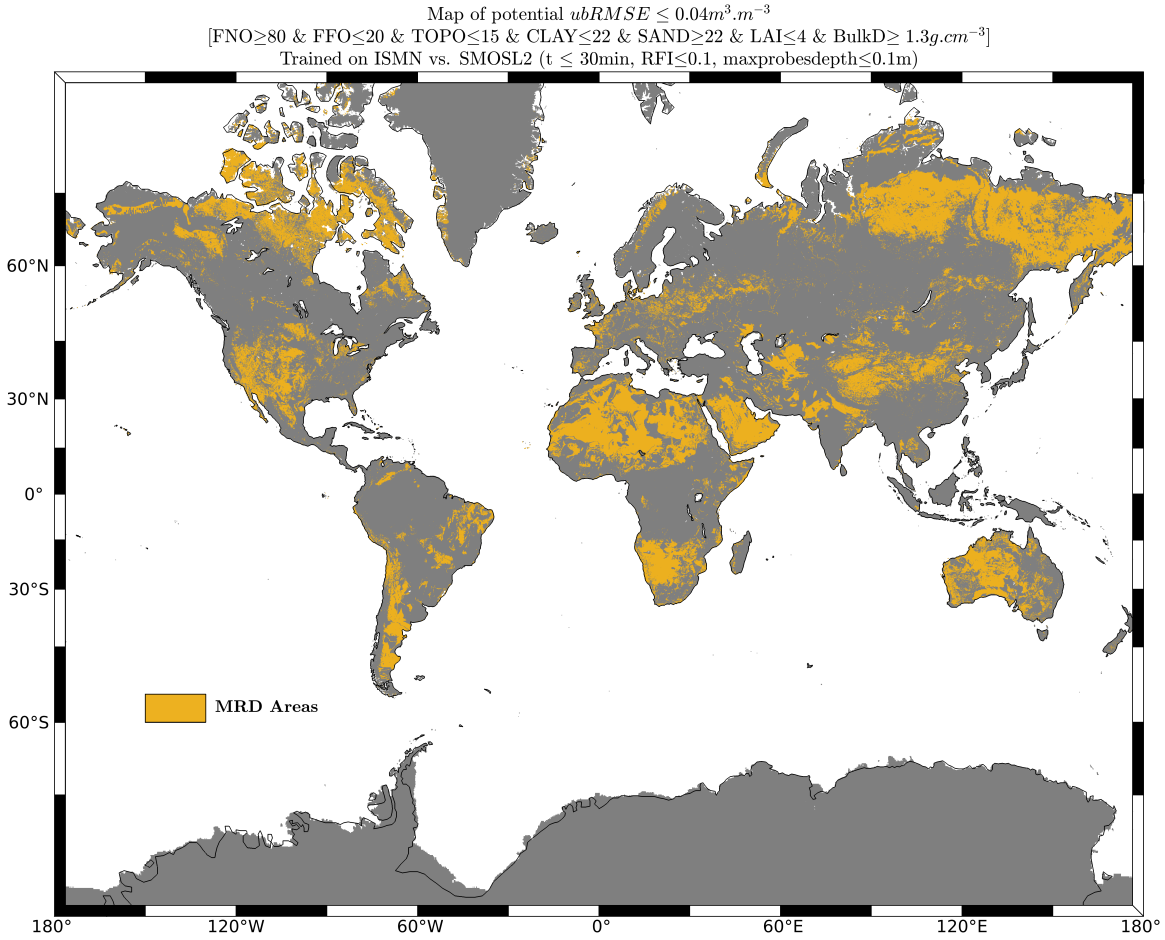 Map of potential ubRMSE ≤ 0.04m³.m⁻³
[FNO≥80 & FFO≤20 & TOPO≤15 & CLAY≤22 & SAND≥22 & LAI≤4 & BulkD≥ 1.3g.cm⁻³]
Trained on ISMN vs. SMOSL2 (t ≤ 30min, RFI≤0.1, maxprobesdepth≤0.1m)
60°N
30°N
0°
30°S
MRD Areas
60°S
180° 120°W 60°W 0° 60°E 120°E 180°